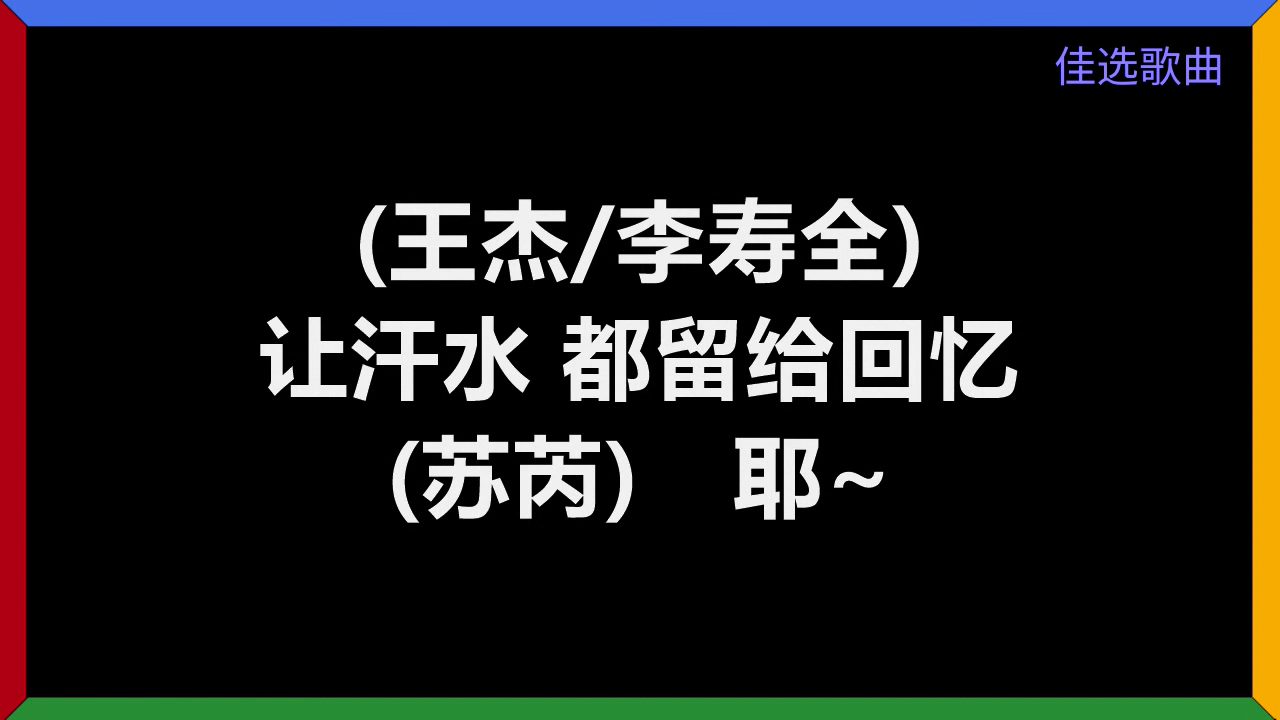 佳选歌曲
(王杰/李寿全)
让汗水 都留给回忆
(苏芮) 耶~